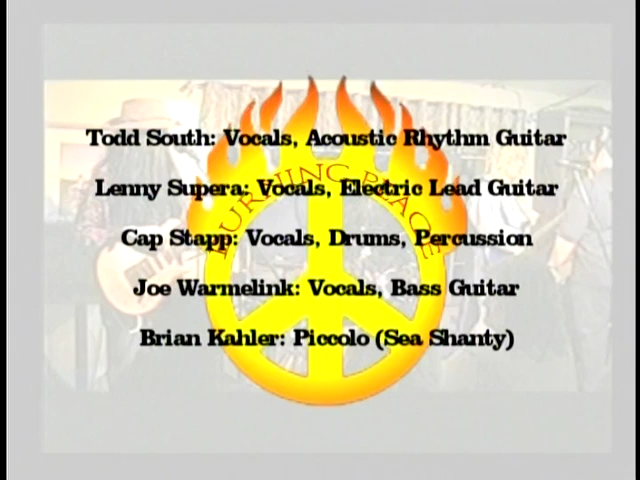 BURNING PEACE
Todd South: Vocals, Acoustic Rhythm Guitar
Lenny Supera: Vocals, Electric Lead Guitar
Cap Stapp: Vocals, Drums, Percussion
Joe Warmelink: Vocals, Bass Guitar
Brian Kahler: Piccolo (Sea Shanty)